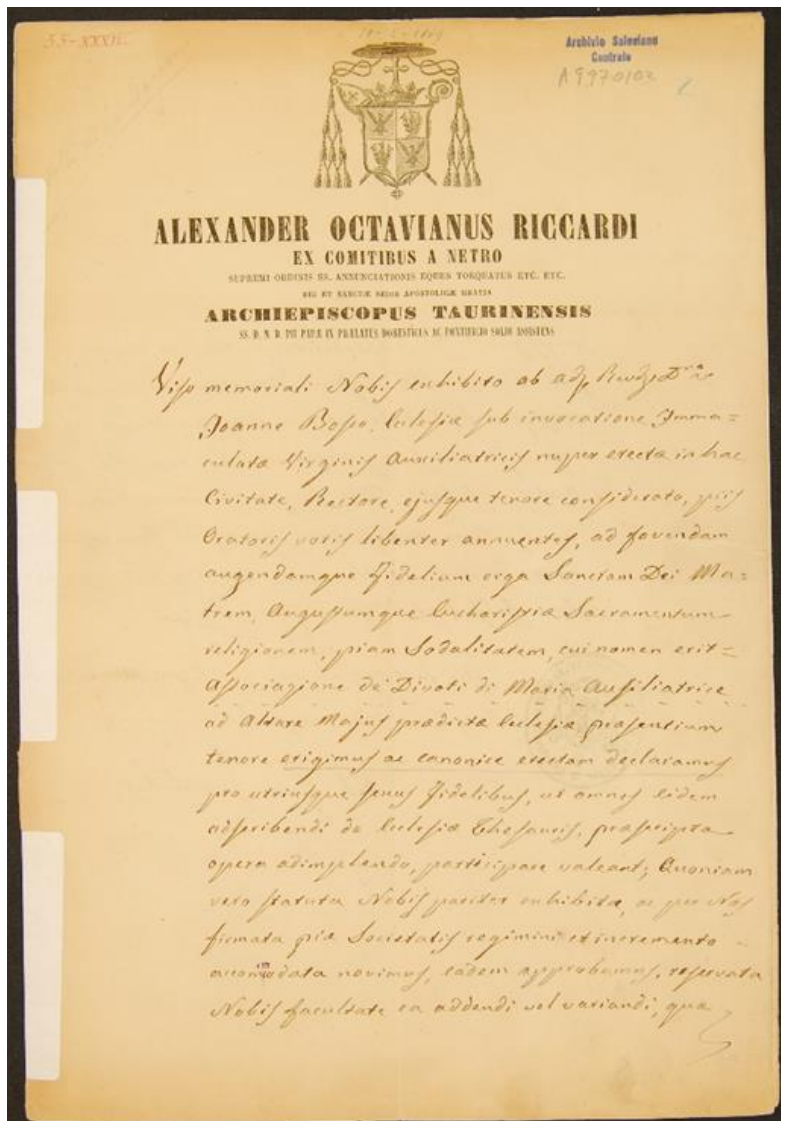 55-XXXII.
Archivio Salesiano
Centrale
A9970102
ALEXANDER OCTAVIANUS RICCARDI
EX COMITIBUS A NETRO
SUPREMI ORDINIS SS. ANNUNCIATIONIS EQUES TORQUATUS ETC. ETC.
DEI ET SANCTÆ SEDIS APOSTOLICÆ GRATIA
ARCHIEPISCOPUS TAURINENSIS
SS. D. N. D. PII PAPÆ IX PRÆLATUS DOMESTICUS AC PONTIFICIO SOLIO ASSISTENS
Viso memoriali Nobis exhibito ab
Joanne Bosco, Ecclesiæ sub invocatione Imma=
culatæ Virginis Auxiliatricis nuper erectæ in hac
Civitate, Rectore, ejusque tenore considerato, piis
Oratoris votis libenter annuentes, ad fovendam
augendamque Fidelium erga Sanctam Dei Ma=
trem, Augustumque Eucharistiæ Sacramentum
religionem, piam Sodalitatem, cui nomen erit=
Associazione de' Divoti di Maria Ausiliatrice
ad Altare Majus prædictæ Ecclesiæ præsentium
tenore erigimus ac canonice erectam declaramus
pro utriusque sexus Fidelibus, ut omnes eidem
adscribendi de Ecclesiæ Thesauris, præscripta
opera adimplendo, participare valeant; Quoniam
vero statuta Nobis pariter exhibita, ac per Nos
firmata piæ Societatis regimini et incremento
accomodata novimus, eadem approbamus, reservata
Nobis facultate ea addendi vel variandi, quæ